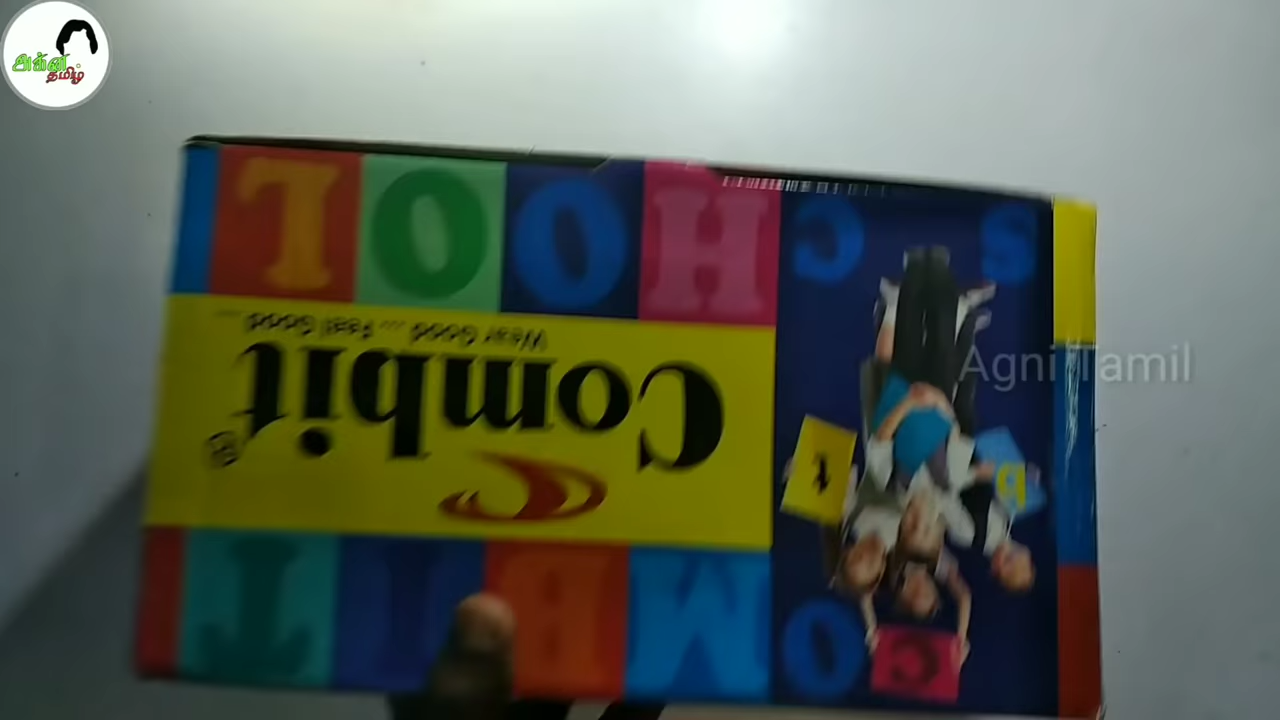 அக்னி
தமிழ்
COMBIT
Combit®
Wear Good ... Feel Good ...
SCHOOL
c
b
t
Agni Tamil